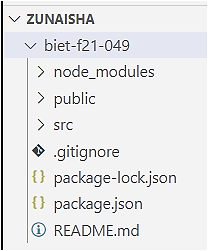 ZUNAISHA
biet-f21-049
node_modules
public
src
.gitignore
package-lock.json
package.json
README.md